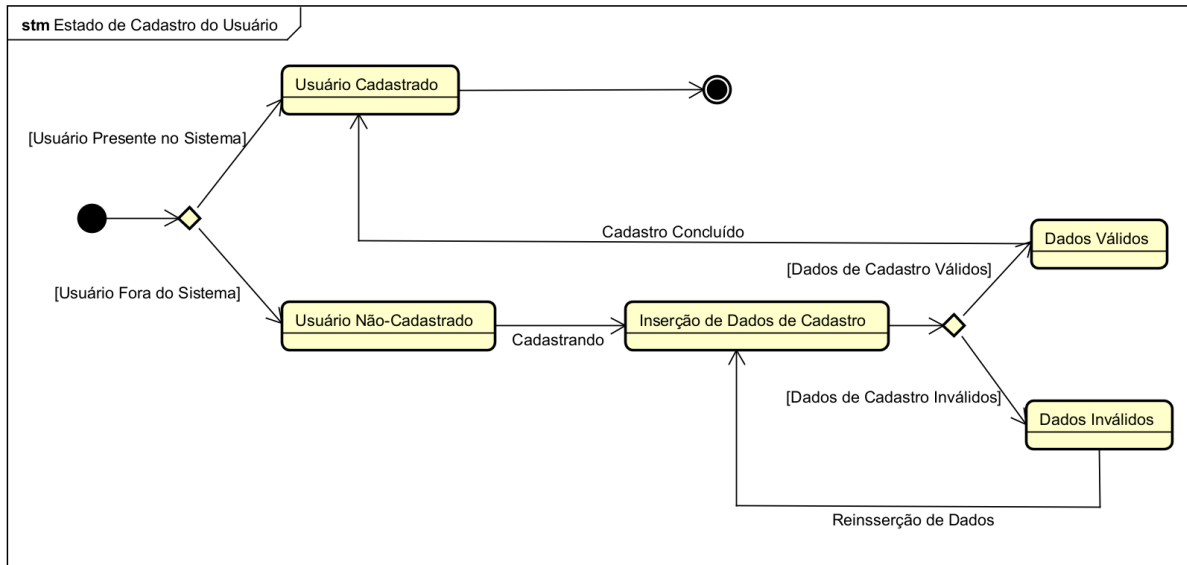 stm Estado de Cadastro do Usuário
Usuário Cadastrado
[Usuário Presente no Sistema]
Cadastro Concluído
Dados Válidos
[Dados de Cadastro Válidos]
[Usuário Fora do Sistema]
Usuário Não-Cadastrado
Cadastrando
Inserção de Dados de Cadastro
[Dados de Cadastro Inválidos]
Dados Inválidos
Reinsserção de Dados